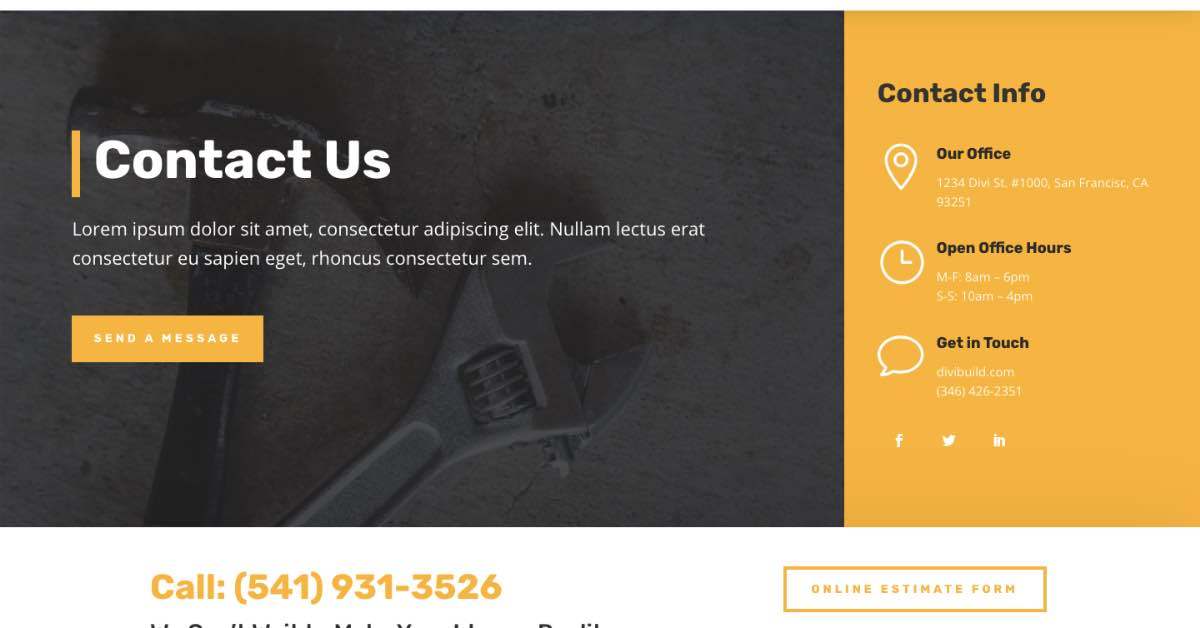 Contact Us
Lorem ipsum dolor sit amet, consectetur adipiscing elit. Nullam lectus erat
consectetur eu sapien eget, rhoncus consectetur sem.
SEND A MESSAGE
Contact Info
Our Office
1234 Divi St. #1000, San Francisc, CA
93251
Open Office Hours
M-F: 8am – 6pm
S-S: 10am – 4pm
Get in Touch
divibuild.com
(346) 426-2351
Call: (541) 931-3526
ONLINE ESTIMATE FORM